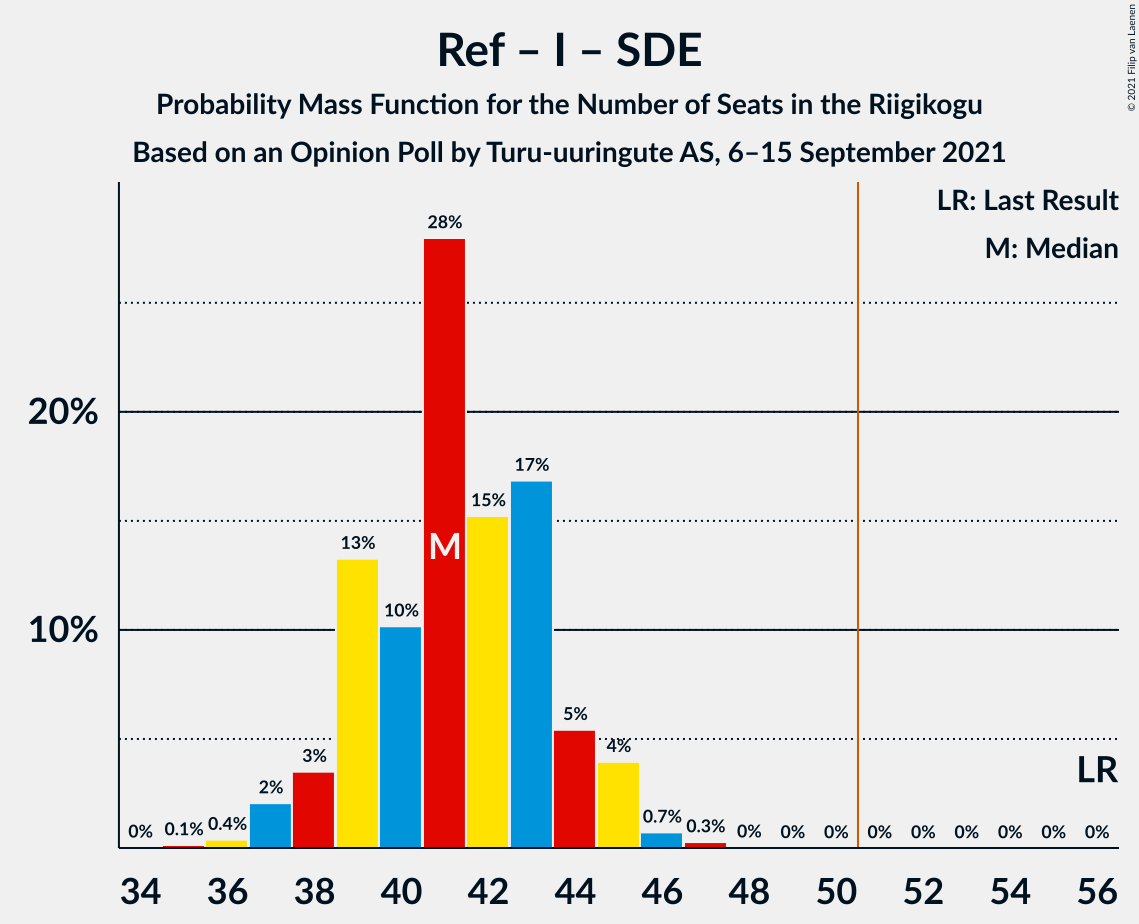 Ref – I – SDE
Probability Mass Function for the Number of Seats in the Riigikogu
Based on an Opinion Poll by Turu-uuringute AS, 6–15 September 2021
© 2021 Filip van Laenen
LR: Last Result
M: Median
28%
20%
17%
15%
13%
M
10%
10%
5%
4%
3%
LR
2%
0% 0.1% 0.4% 0.7% 0.3% 0% 0% 0% 0% 0% 0% 0% 0% 0%
34 36 38 40 42 44 46 48 50 52 54 56